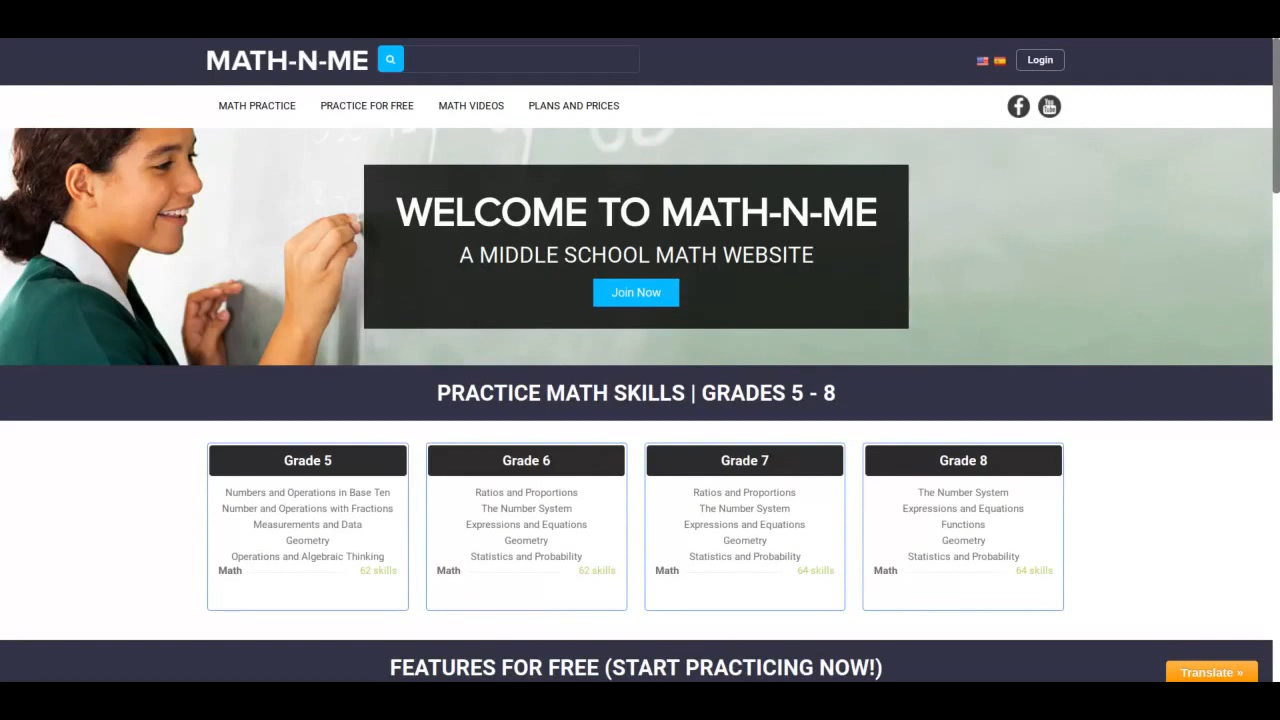 MATH-N-ME
Login
MATH PRACTICE PRACTICE FOR FREE MATH VIDEOS PLANS AND PRICES
You Tube
WELCOME TO MATH-N-ME
A MIDDLE SCHOOL MATH WEBSITE
Join Now
PRACTICE MATH SKILLS | GRADES 5 - 8
Grade 5
Numbers and Operations in Base Ten
Number and Operations with Fractions
Measurements and Data
Geometry
Operations and Algebraic Thinking
Math 62 skills
Grade 6
Ratios and Proportions
The Number System
Expressions and Equations
Geometry
Statistics and Probability
Math 62 skills
Grade 7
Ratios and Proportions
The Number System
Expressions and Equations
Geometry
Statistics and Probability
Math 64 skills
Grade 8
The Number System
Expressions and Equations
Functions
Geometry
Statistics and Probability
Math 64 skills
FEATURES FOR FREE (START PRACTICING NOW!)
Translate »